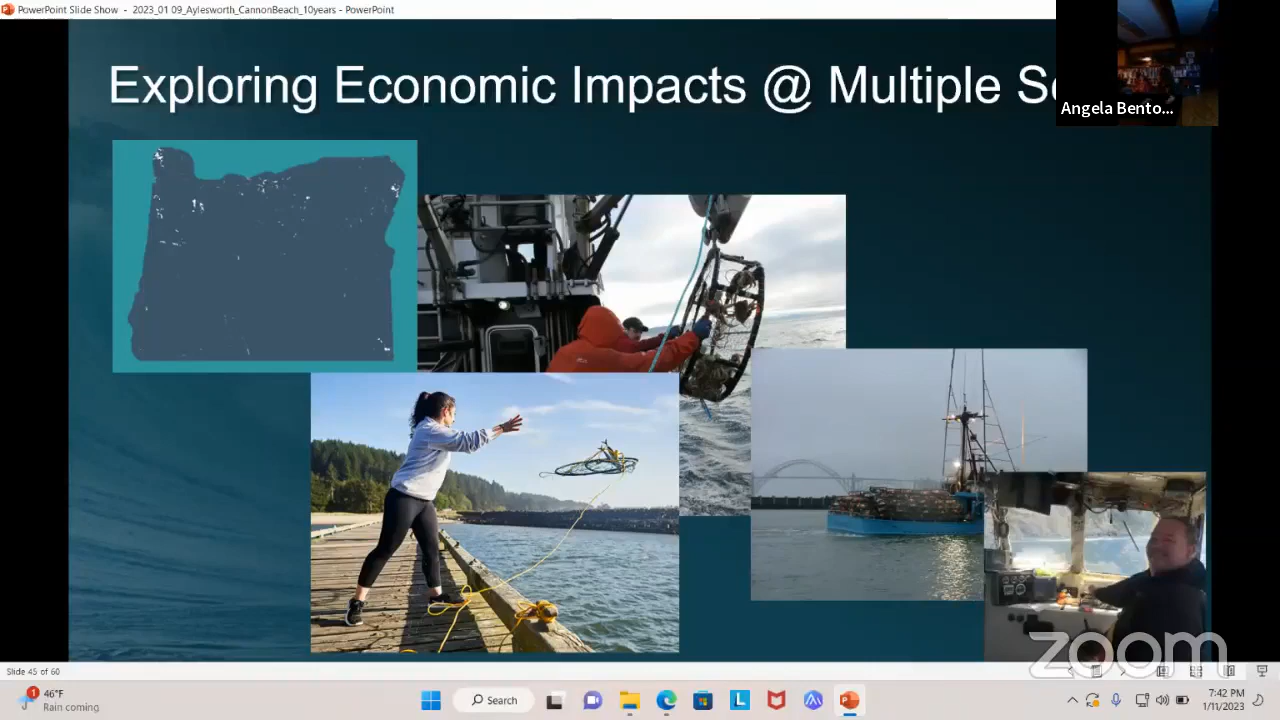 PowerPoint Slide Show - 2023_01 09_Aylesworth_CannonBeach_10years - PowerPoint
Exploring Economic Impacts @ Multiple Sc
Angela Bento...
zoom
Slide 45 of 60
1
46°F
Rain coming
Search
L
7:42 PM
1/11/2023